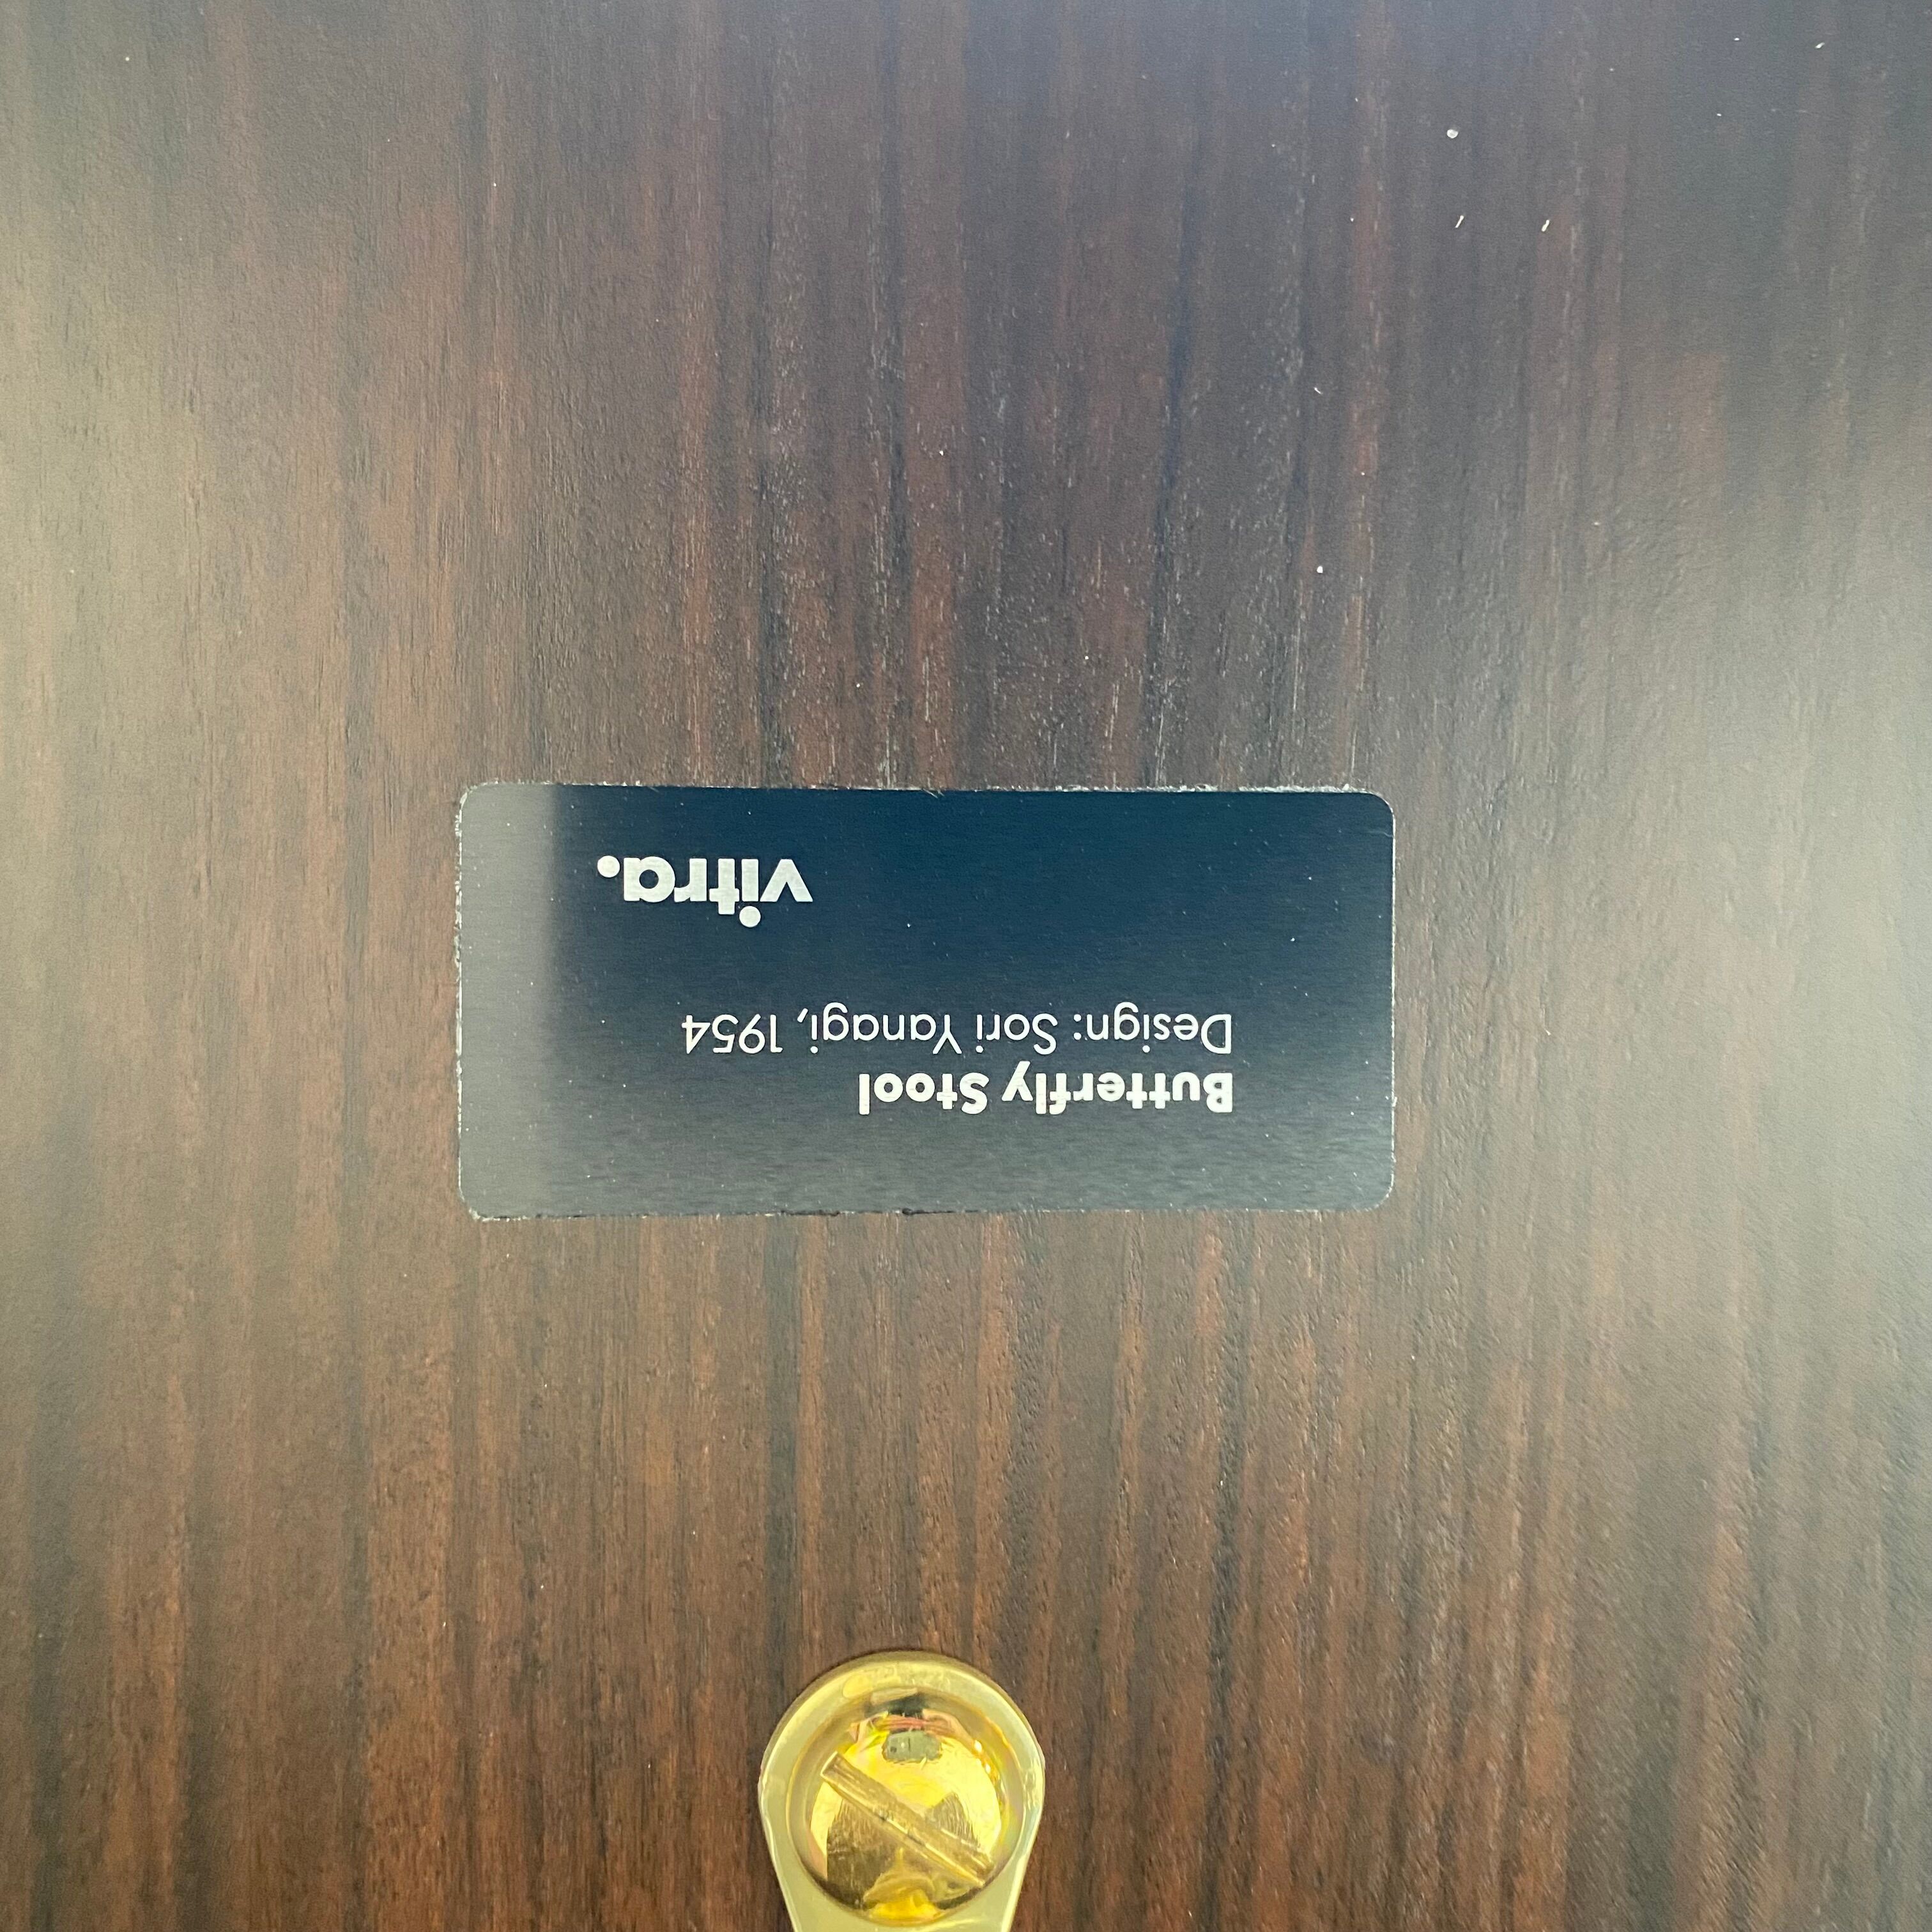 Butterfly Stool
Design: Sori Yanagi, 1954
vitra.